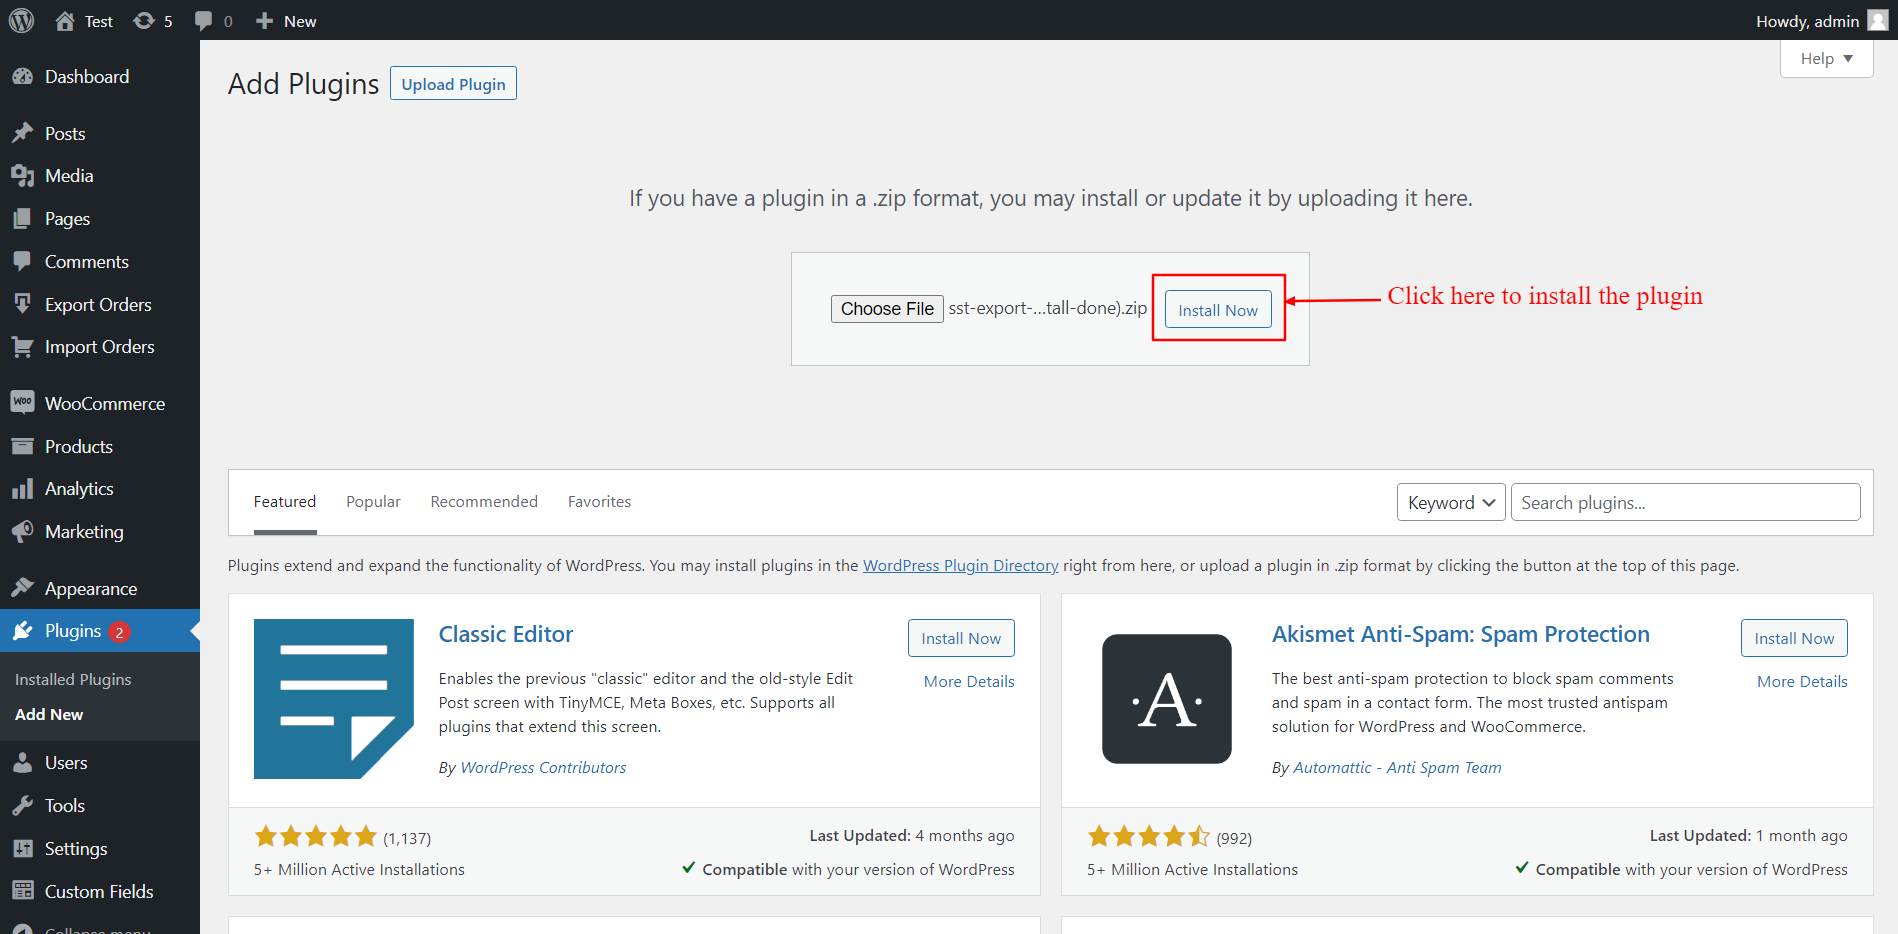 Test
5
0
New
Howdy, admin
Dashboard
Posts
Media
Pages
Comments
Export Orders
Import Orders
WooCommerce
Products
Analytics
Marketing
Appearance
Plugins 2
Installed Plugins
Add New
Users
Tools
Settings
Custom Fields
Collapse menu
Help
Add Plugins
Upload Plugin
If you have a plugin in a .zip format, you may install or update it by uploading it here.
Choose File sst-export-...tall-done).zip
Install Now
Click here to install the plugin
Featured
Popular
Recommended
Favorites
Keyword
Search plugins...
Plugins extend and expand the functionality of WordPress. You may install plugins in the WordPress Plugin Directory right from here, or upload a plugin in .zip format by clicking the button at the top of this page.
Classic Editor
Install Now
More Details
Enables the previous "classic" editor and the old-style Edit
Post screen with TinyMCE, Meta Boxes, etc. Supports all
plugins that extend this screen.
By WordPress Contributors
(1,137)
5+ Million Active Installations
Last Updated: 4 months ago
Compatible with your version of WordPress
·A·
Akismet Anti-Spam: Spam Protection
Install Now
More Details
The best anti-spam protection to block spam comments
and spam in a contact form. The most trusted antispam
solution for WordPress and WooCommerce.
By Automattic - Anti Spam Team
(992)
5+ Million Active Installations
Last Updated: 1 month ago
Compatible with your version of WordPress